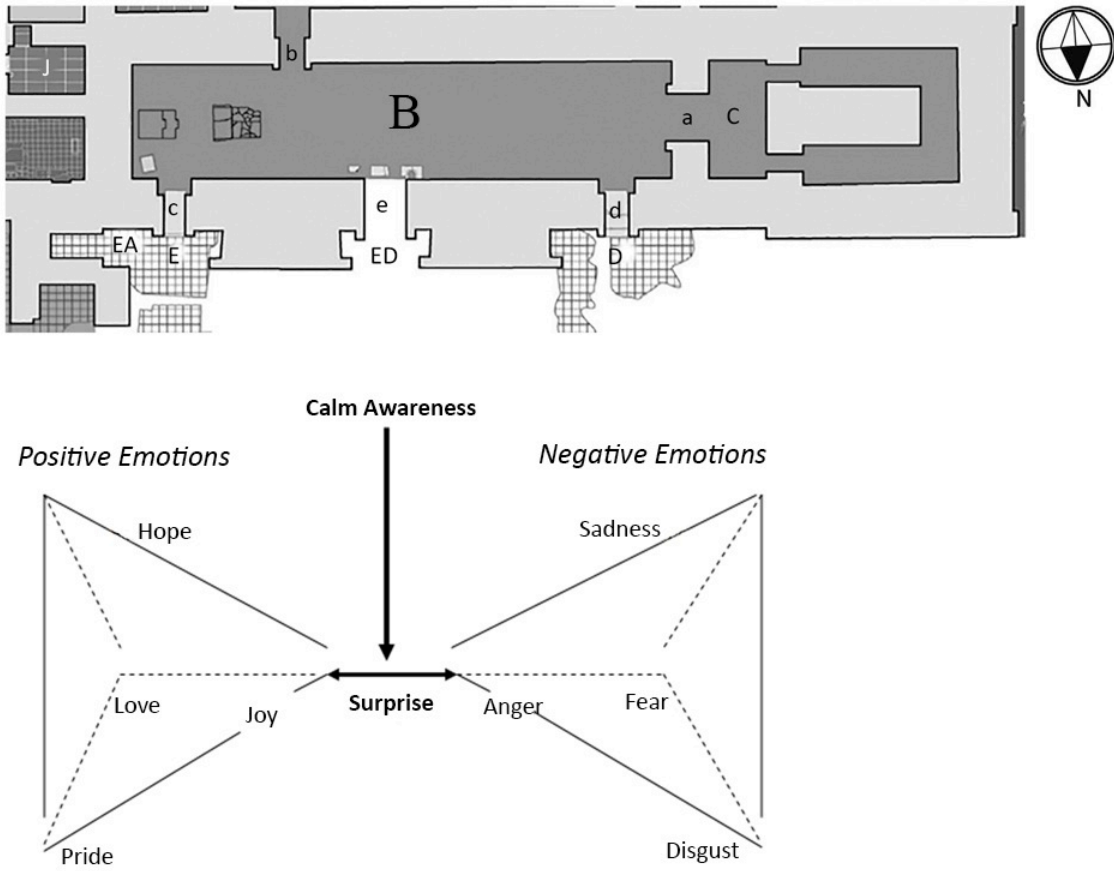 b
J
B
a
C
N
c
e
d
EA
E
ED
D
Calm Awareness
Positive Emotions
Negative Emotions
Hope
Sadness
Love
Joy
Surprise
Anger
Fear
Pride
Disgust